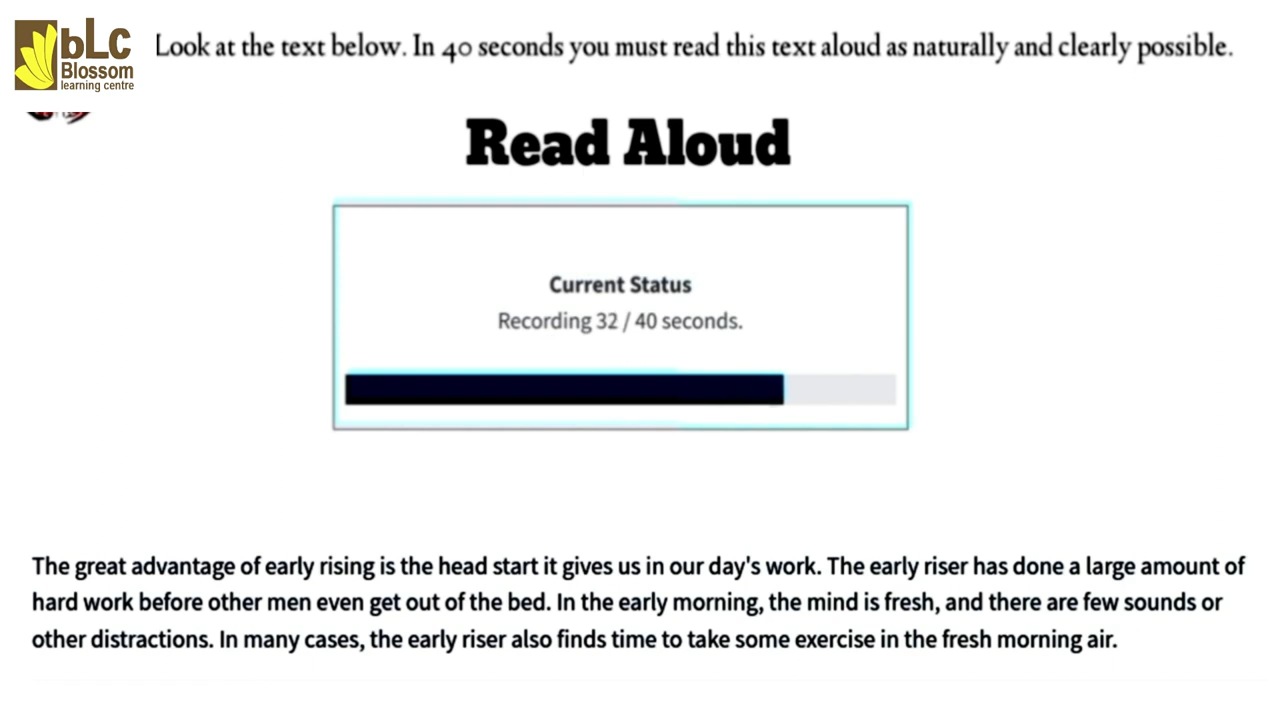 bLC
Blossom
learning centre
Look at the text below. In 40 seconds you must read this text aloud as naturally and clearly possible.
Read Aloud
Current Status
Recording 32 / 40 seconds.
The great advantage of early rising is the head start it gives us in our day's work. The early riser has done a large amount of
hard work before other men even get out of the bed. In the early morning, the mind is fresh, and there are few sounds or
other distractions. In many cases, the early riser also finds time to take some exercise in the fresh morning air.